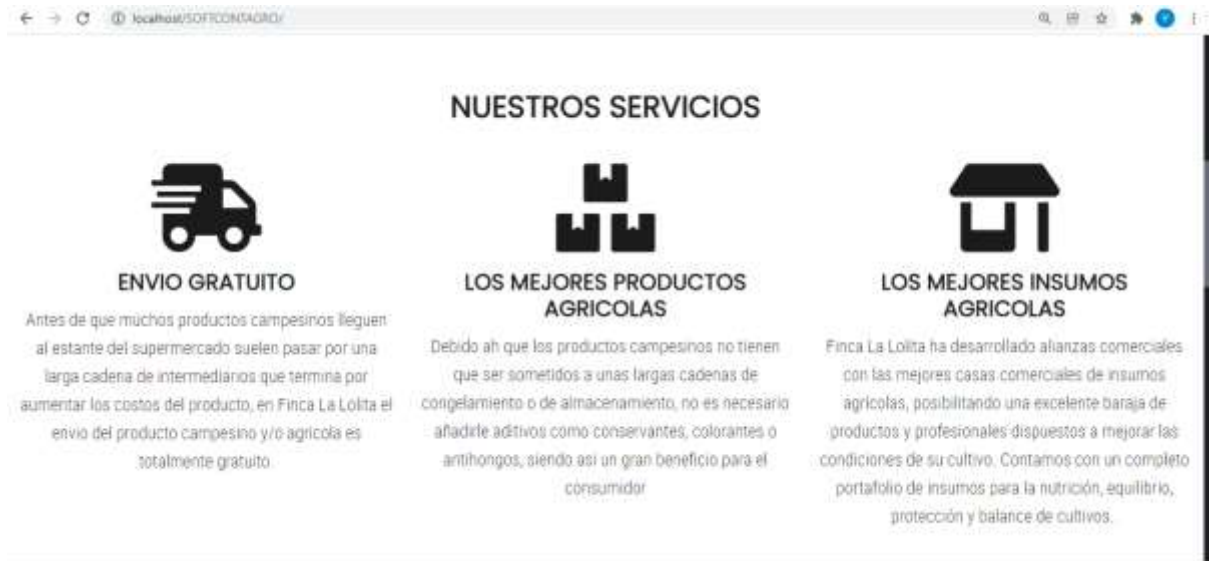 localhost/SOFTCONTAGRO/
NUESTROS SERVICIOS
ENVIO GRATUITO
Antes de que muchos productos campesinos lleguen
al estante del supermercado suelen pasar por una
larga cadena de intermediarios que termina por
aumentar los costos del producto, en Finca La Lolita el
envio del producto campesino y/o agricola es
totalmente gratuito
LOS MEJORES PRODUCTOS
AGRICOLAS
Debido ah que los productos campesinos no tienen
que ser sometidos a unas largas cadenas de
congelamiento o de almacenamiento, no es necesario
añadirle aditivos como conservantes, colorantes o
antihongos, siendo asi un gran beneficio para el
consumidor
LOS MEJORES INSUMOS
AGRICOLAS
Finca La Lolita ha desarrollado alianzas comerciales
con las mejores casas comerciales de insumos
agrícolas, posibilitando una excelente baraja de
productos y profesionales dispuestos a mejorar las
condiciones de su cultivo. Contamos con un completo
portafolio de insumos para la nutrición, equilibrio,
protección y balance de cultivos.